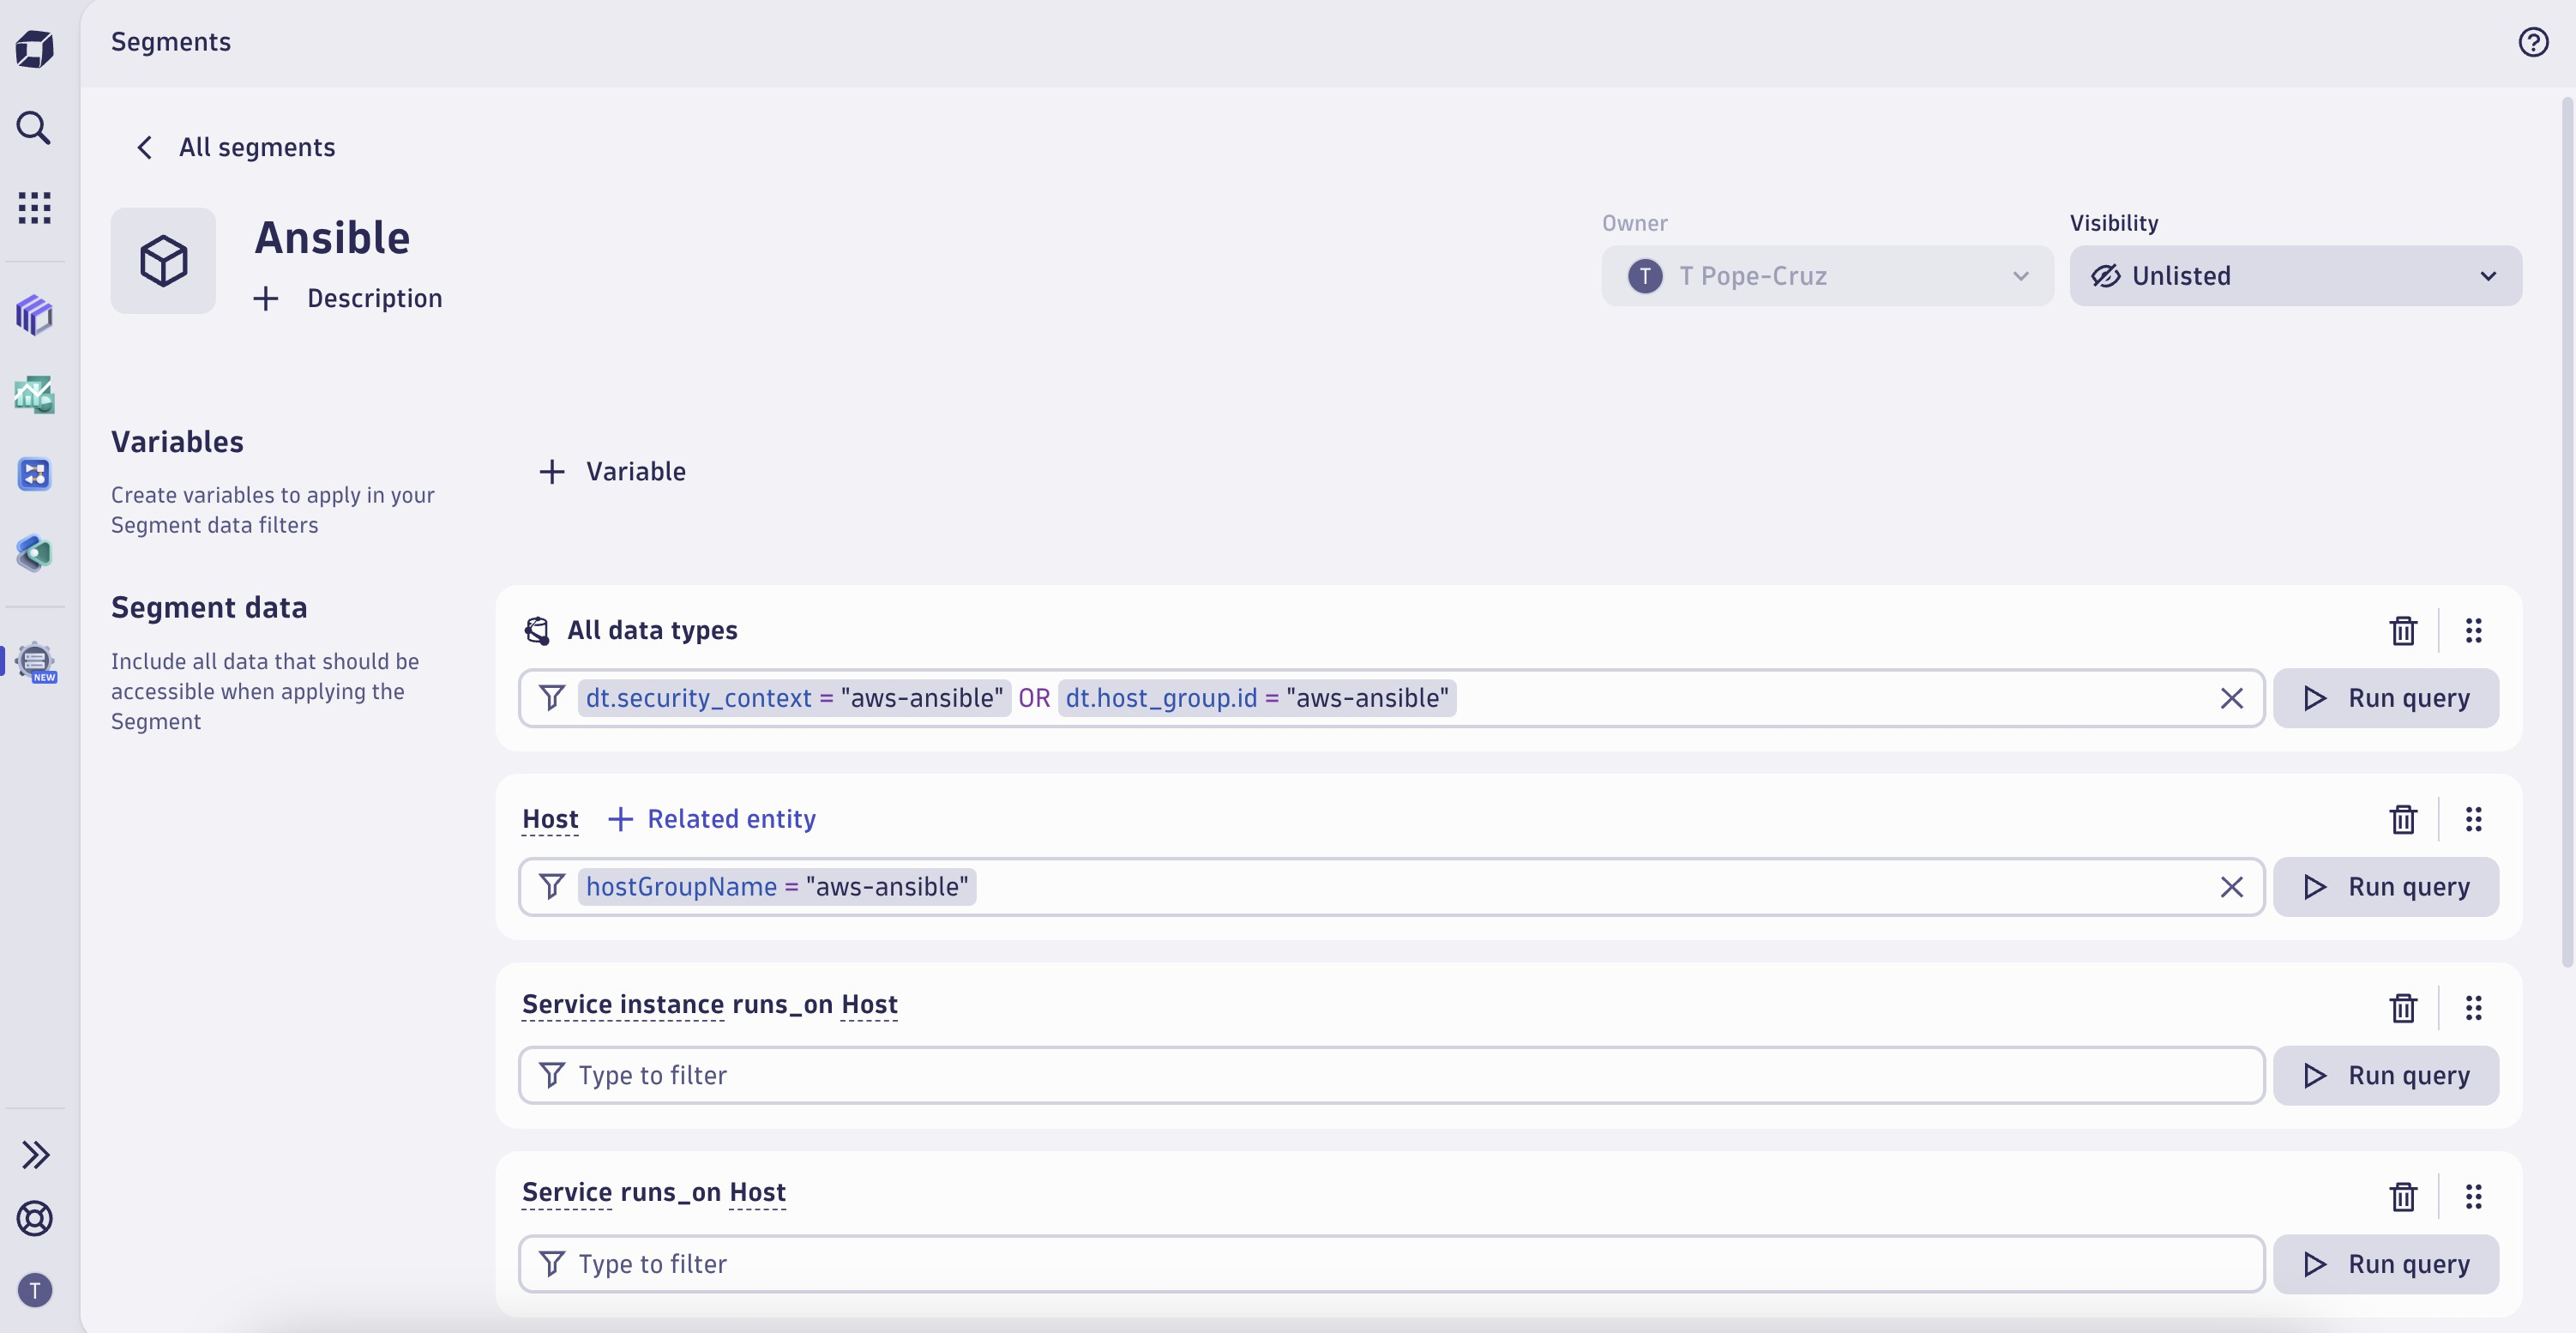 Segments
All segments
Ansible
Description
Owner
T T Pope-Cruz
Visibility
Unlisted
Variables
Create variables to apply in your
Segment data filters
Variable
Segment data
Include all data that should be
accessible when applying the
Segment
NEW
All data types
dt.security_context = "aws-ansible" OR dt.host_group.id = "aws-ansible"
Run query
Host Related entity
hostGroupName = "aws-ansible"
Run query
Service instance runs_on Host
Type to filter
Run query
Service runs_on Host
Type to filter
Run query
T